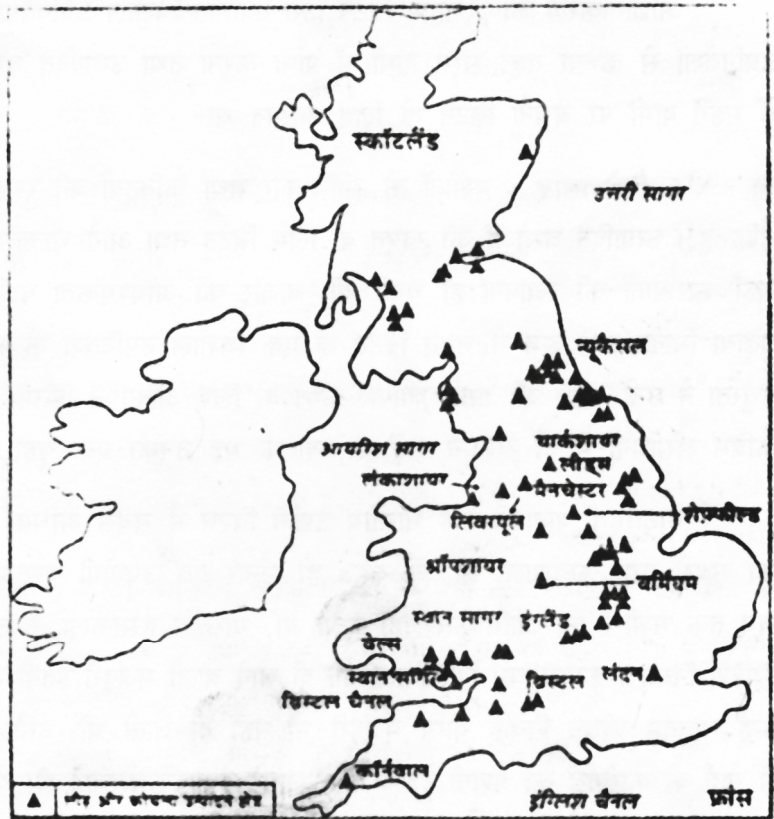 स्कॉटलैंड
उत्तरी सागर
न्यूकैसल
आयरिश सागर
यार्कशायर
लीड्स
लंकाशायर
मैनचेस्टर
लिवरपूल
शैफील्ड
श्रॉपशायर
बर्मिंघम
इंग्लैंड
वेल्स
ब्रिस्टल
लंदन
ब्रिस्टल चैनल
कॉर्नवाल
इंग्लिश चैनल
फ्रांस